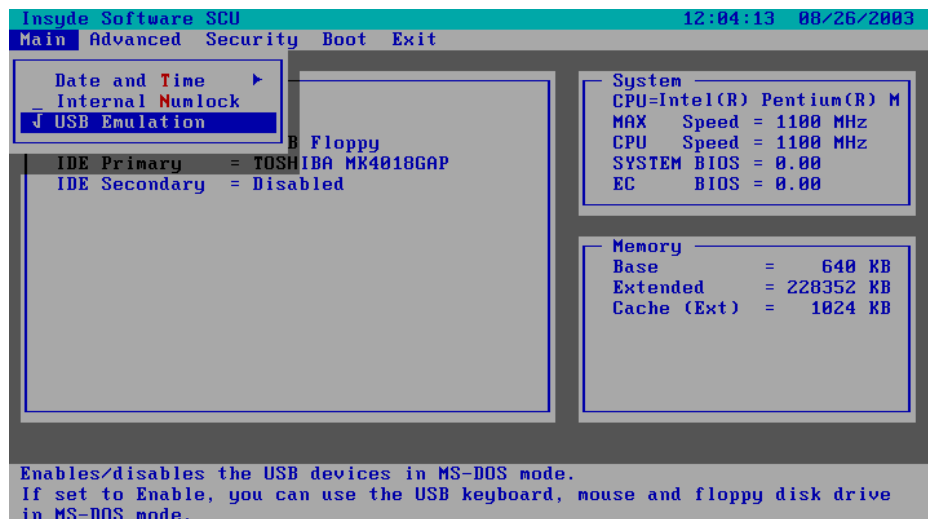 Insyde Software SCU 12:04:13 08/26/2003
Main Advanced Security Boot Exit
Date and Time
Internal Numlock
√ USB Emulation
B Floppy
IDE Primary = TOSHIBA MK4018GAP
IDE Secondary = Disabled
System
CPU=Intel(R) Pentium(R) M
MAX Speed = 1100 MHz
CPU Speed = 1100 MHz
SYSTEM BIOS = 0.00
EC BIOS = 0.00
Memory
Base = 640 KB
Extended = 228352 KB
Cache (Ext) = 1024 KB
Enables/disables the USB devices in MS-DOS mode.
If set to Enable, you can use the USB keyboard, mouse and floppy disk drive
in MS-DOS mode.